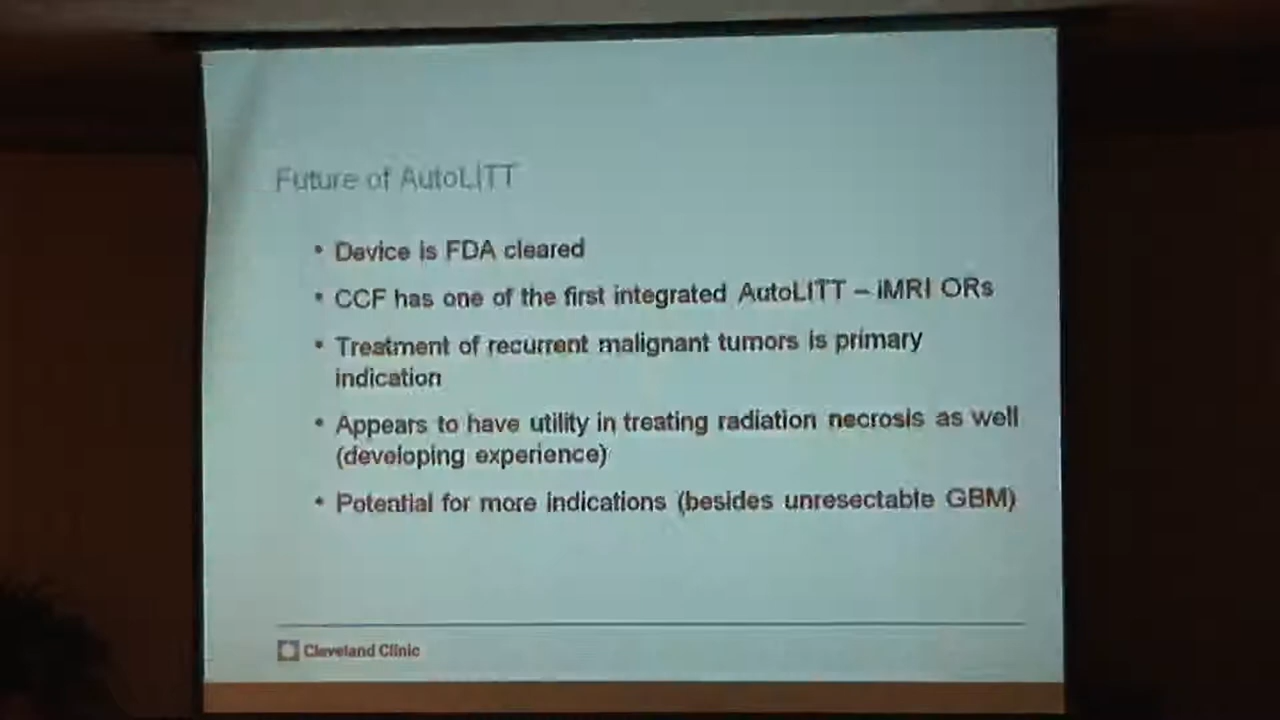 Future of AutoLITT
• Device is FDA cleared
• CCF has one of the first integrated AutoLITT – iMRI ORs
• Treatment of recurrent malignant tumors is primary
indication
• Appears to have utility in treating radiation necrosis as well
(developing experience)
• Potential for more indications (besides unresectable GBM)
Cleveland Clinic